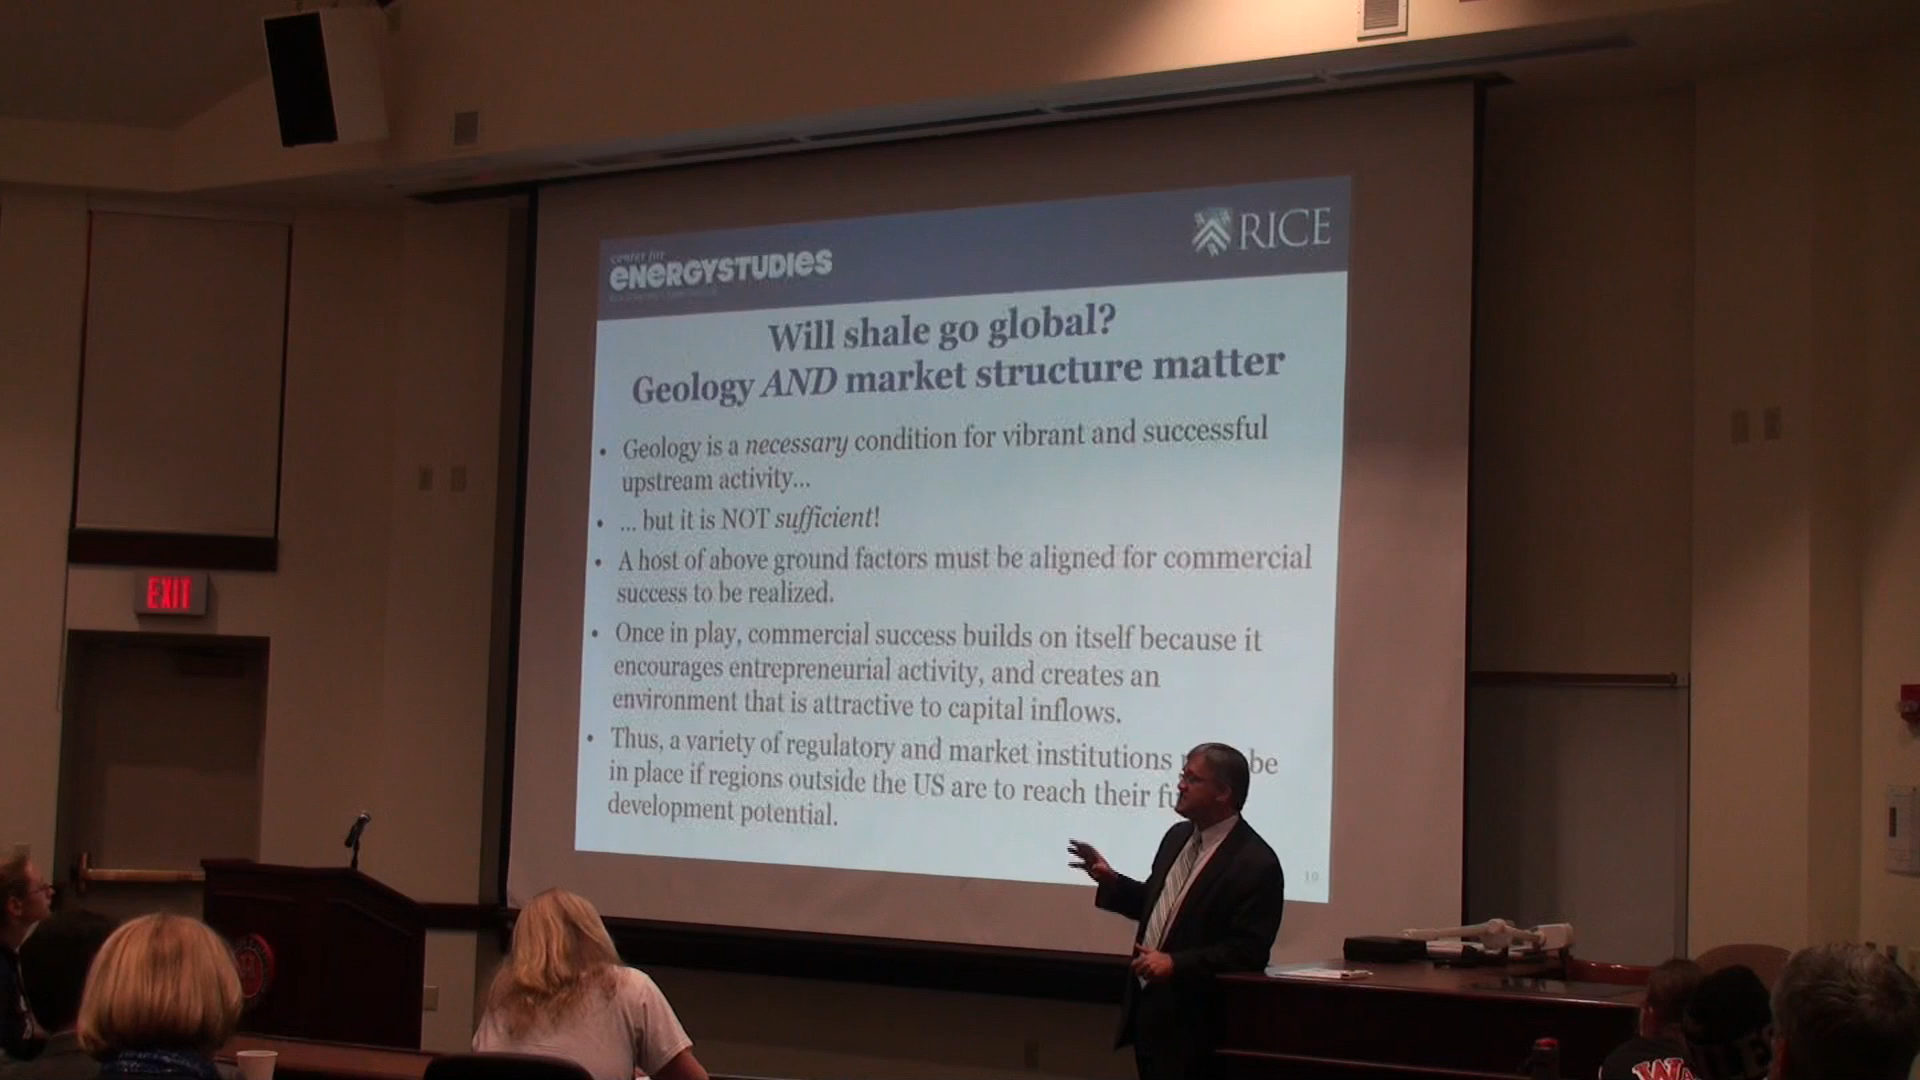 center for
ENERGYSTUDIES
RICE
Will shale go global?
Geology AND market structure matter
• Geology is a necessary condition for vibrant and successful
upstream activity...
• ... but it is NOT sufficient!
• A host of above ground factors must be aligned for commercial
success to be realized.
• Once in play, commercial success builds on itself because it
encourages entrepreneurial activity, and creates an
environment that is attractive to capital inflows.
• Thus, a variety of regulatory and market institutions be
in place if regions outside the US are to reach their
development potential.
19
EXIT